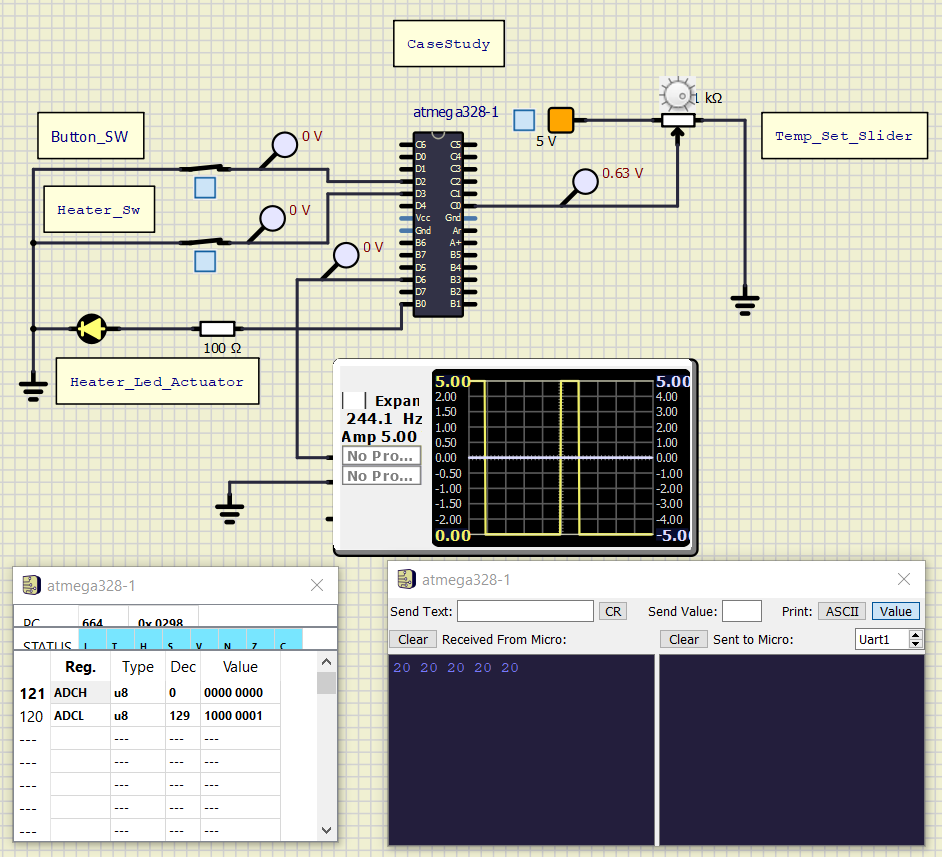 CaseStudy
atmega328-1
1 kΩ
Button_SW
0 V
5 V
Temp_Set_Slider
C6 C5
D0 C4
D1 C3
D2 C2
D3 C1
D4 C0
Vcc Gnd
Gnd Ar
B6 A+
B7 B5
D5 B4
D6 B3
D7 B2
B0 B1
0.63 V
Heater_Sw
0 V
0 V
100 Ω
Heater_Led_Actuator
Expan
244.1 Hz
Amp 5.00
No Pro...
No Pro...
5.00 5.00
2.00 4.00
1.50 3.00
1.00 2.00
0.50 1.00
0.00 0.00
-0.50 -1.00
-1.00 -2.00
-1.50 -3.00
-2.00 -4.00
0.00 -5.00
atmega328-1
PC 664 0x 0298
STATUS I T H S V N Z C
Reg. Type Dec Value
121 ADCH u8 0 0000 0000
120 ADCL u8 129 1000 0001
--- --- --- ---
--- --- --- ---
--- --- --- ---
--- --- --- ---
--- --- --- ---
atmega328-1
Send Text: CR Send Value: Print: ASCII Value
Clear Received From Micro: Clear Sent to Micro: Uart1
20 20 20 20 20